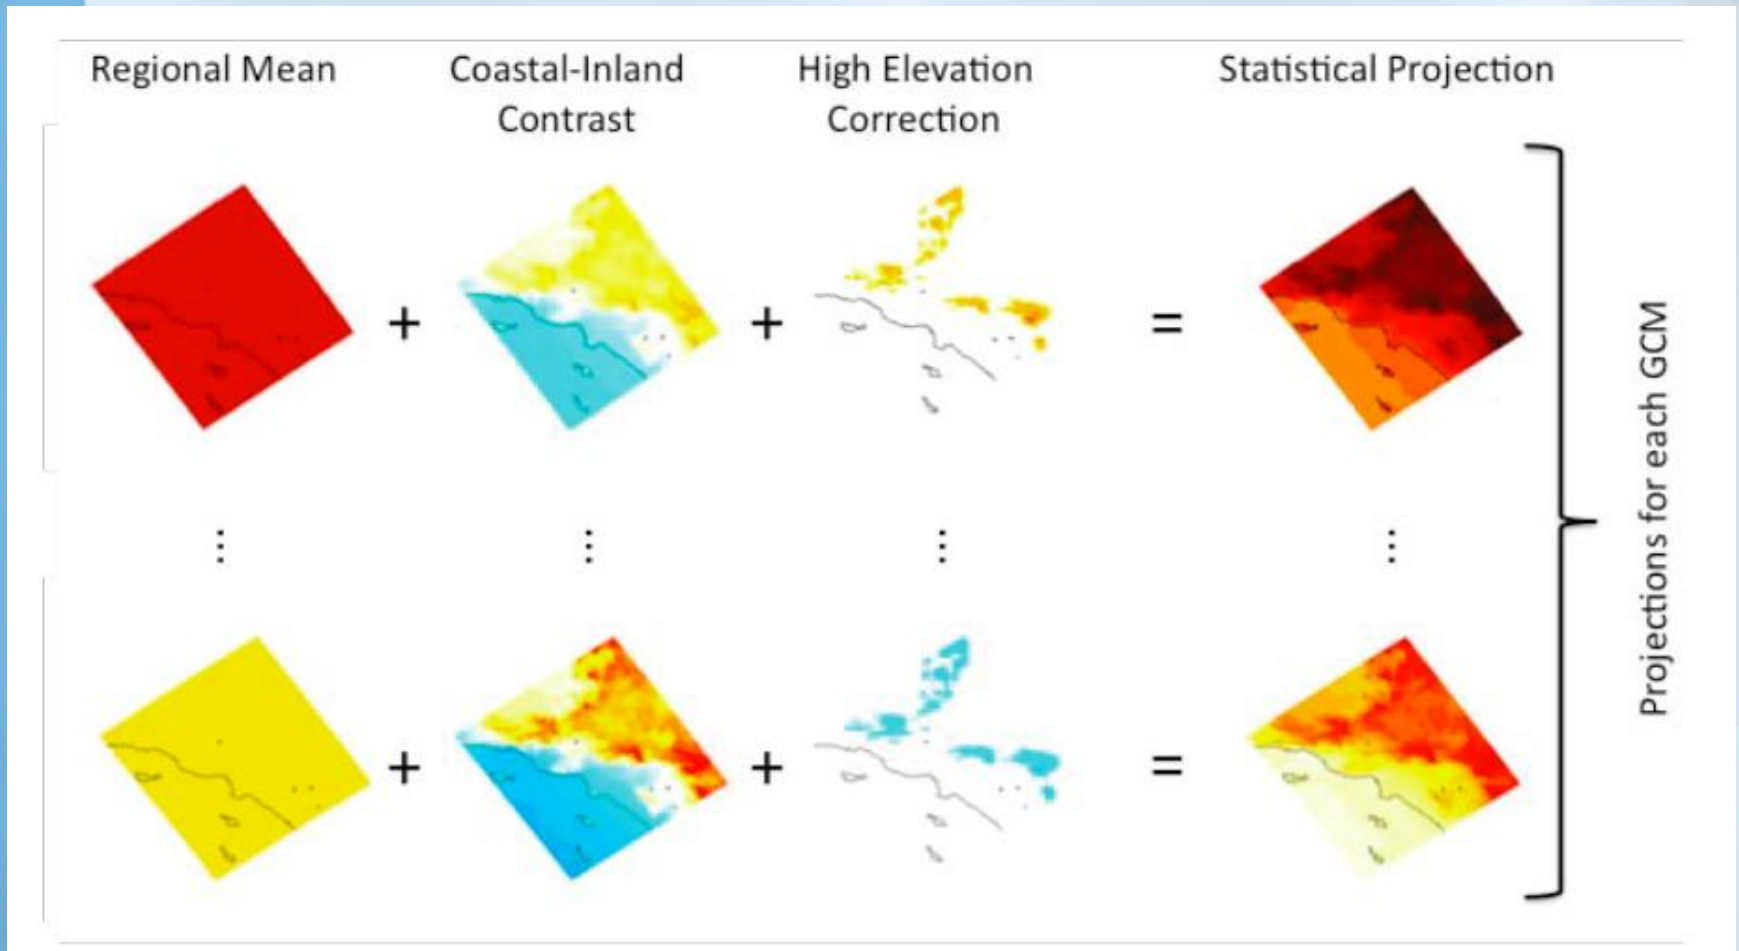 Regional Mean
Coastal-Inland
Contrast
High Elevation
Correction
Statistical Projection
+ + =
⋮ ⋮ ⋮ ⋮
+ + =
Projections for each GCM